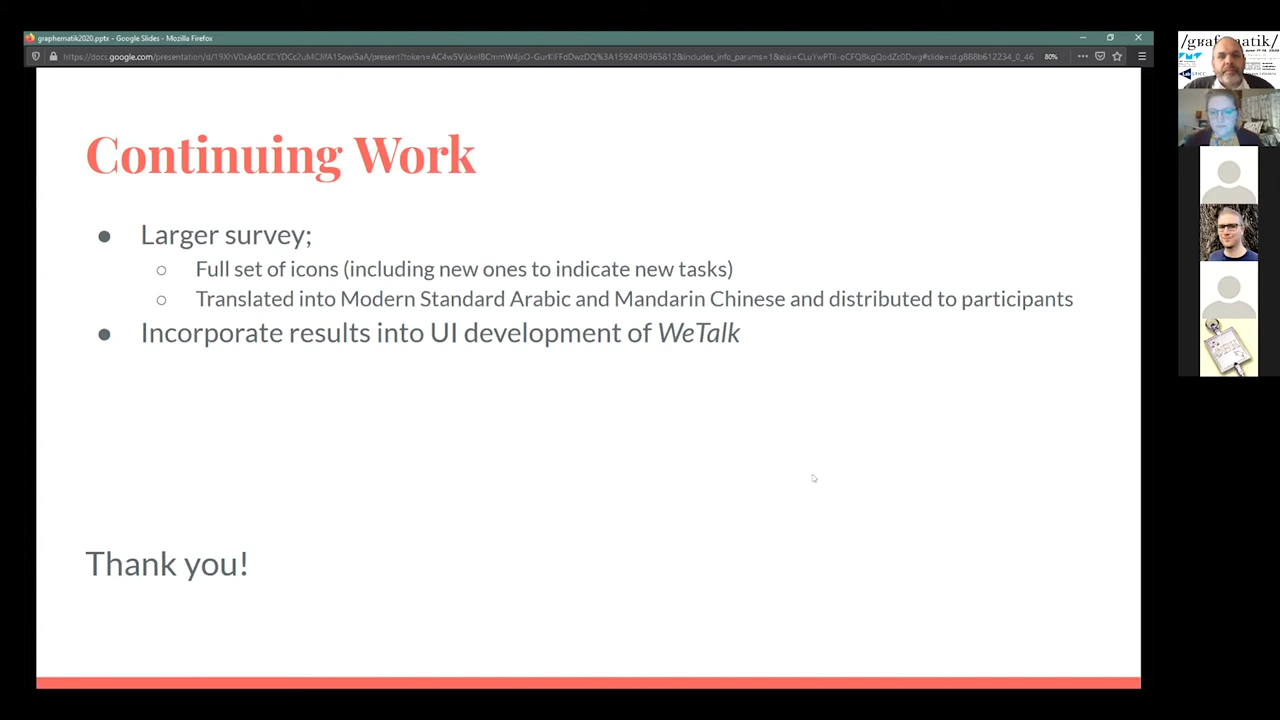 graphematik2020.pptx - Google Slides - Mozilla Firefox
80%
Continuing Work
● Larger survey;
○ Full set of icons (including new ones to indicate new tasks)
○ Translated into Modern Standard Arabic and Mandarin Chinese and distributed to participants
● Incorporate results into UI development of WeTalk
Thank you!
/gʁafematik/